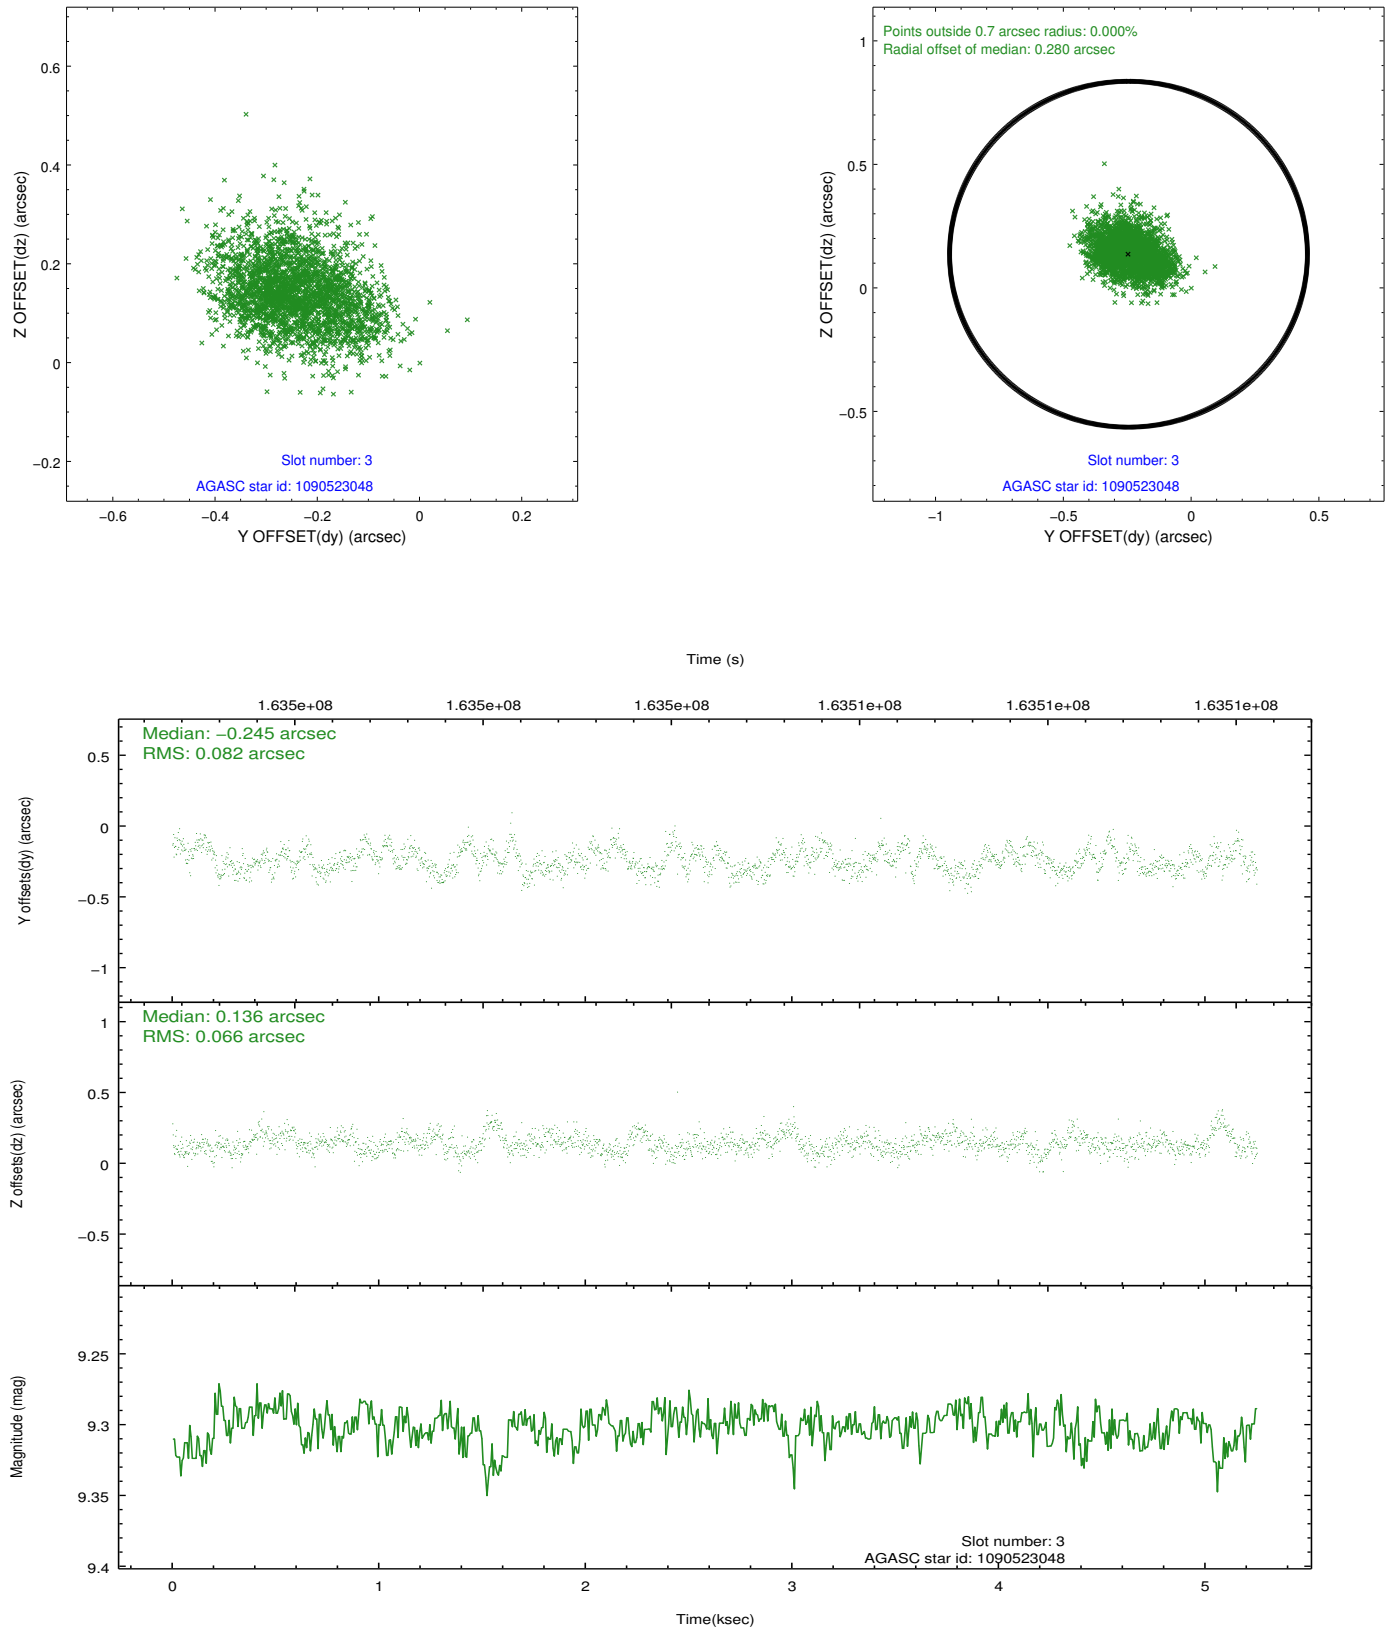 0.6
0.4
0.2
0
−0.2
Z OFFSET(dz) (arcsec)
Slot number: 3
AGASC star id: 1090523048
−0.6 −0.4 −0.2 0 0.2
Y OFFSET(dy) (arcsec)
Points outside 0.7 arcsec radius: 0.000%
Radial offset of median: 0.280 arcsec
1
0.5
0
−0.5
Z OFFSET(dz) (arcsec)
Slot number: 3
AGASC star id: 1090523048
−1 −0.5 0 0.5
Y OFFSET(dy) (arcsec)
Time (s)
1.635e+08 1.635e+08 1.635e+08 1.6351e+08 1.6351e+08 1.6351e+08
Median: −0.245 arcsec
RMS: 0.082 arcsec
0.5
0
−0.5
−1
Y offsets(dy) (arcsec)
Median: 0.136 arcsec
RMS: 0.066 arcsec
1
0.5
0
−0.5
Z offsets(dz) (arcsec)
9.25
9.3
9.35
9.4
Magnitude (mag)
Slot number: 3
AGASC star id: 1090523048
0 1 2 3 4 5
Time(ksec)